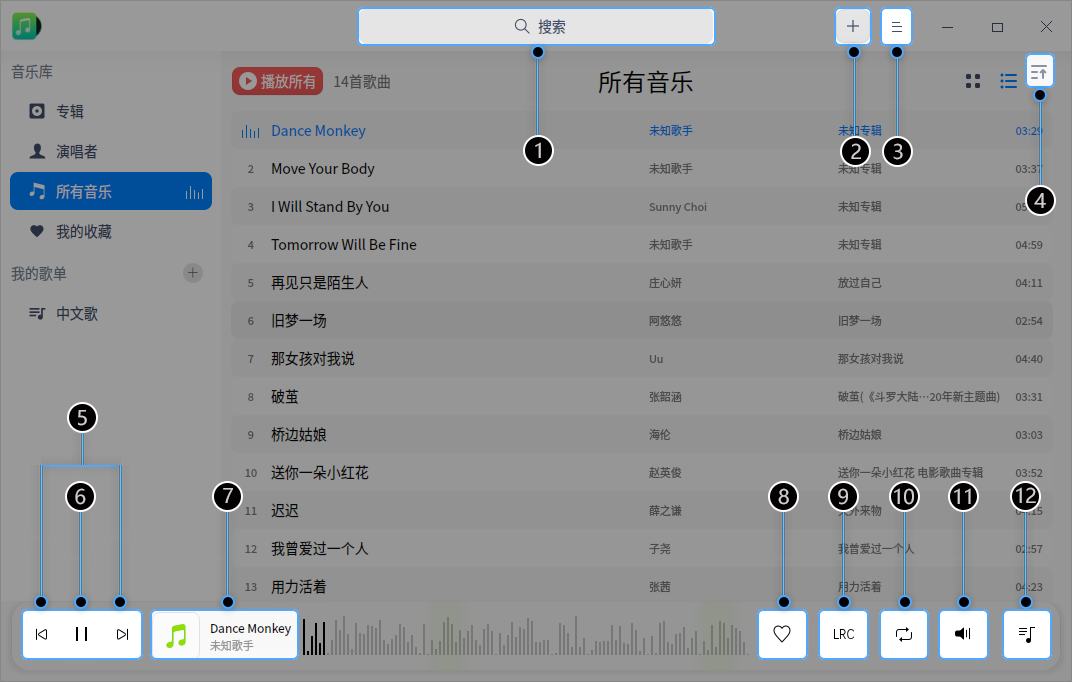 搜索
音乐库
播放所有 14首歌曲 所有音乐
专辑
演唱者
所有音乐
我的收藏
我的歌单
中文歌
Dance Monkey 未知歌手 未知专辑 03:29
2 Move Your Body 未知歌手 未知专辑 03:37
3 I Will Stand By You Sunny Choi 未知专辑
4 Tomorrow Will Be Fine 未知歌手 未知专辑 04:59
5 再见只是陌生人 庄心妍 放过自己 04:11
6 旧梦一场 阿悠悠 旧梦一场 02:54
7 那女孩对我说 Uu 那女孩对我说 04:40
8 破茧 张韶涵 破茧(《斗罗大陆…20年新主题曲) 03:31
9 桥边姑娘 海伦 桥边姑娘 03:03
10 送你一朵小红花 赵英俊 送你一朵小红花 电影歌曲专辑 03:52
11 迟迟 薛之谦 天外来物 04:15
12 我曾爱过一个人 子尧 我曾爱过一个人 02:57
13 用力活着 张茜 用力活着 04:23
1
2
3
4
5
6
7
8
9
10
11
12
Dance Monkey
未知歌手
LRC